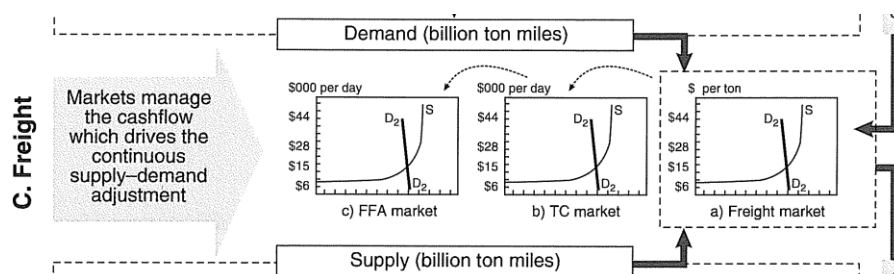 Demand (billion ton miles)
C. Freight
Markets manage
the cashflow
which drives the
continuous
supply–demand
adjustment
$000 per day
$44
$28
$15
$6
D2
S
D2
c) FFA market
$000 per day
$44
$28
$15
$6
D2
S
D2
b) TC market
$ per ton
$44
$28
$15
$6
D2
S
D2
a) Freight market
Supply (billion ton miles)